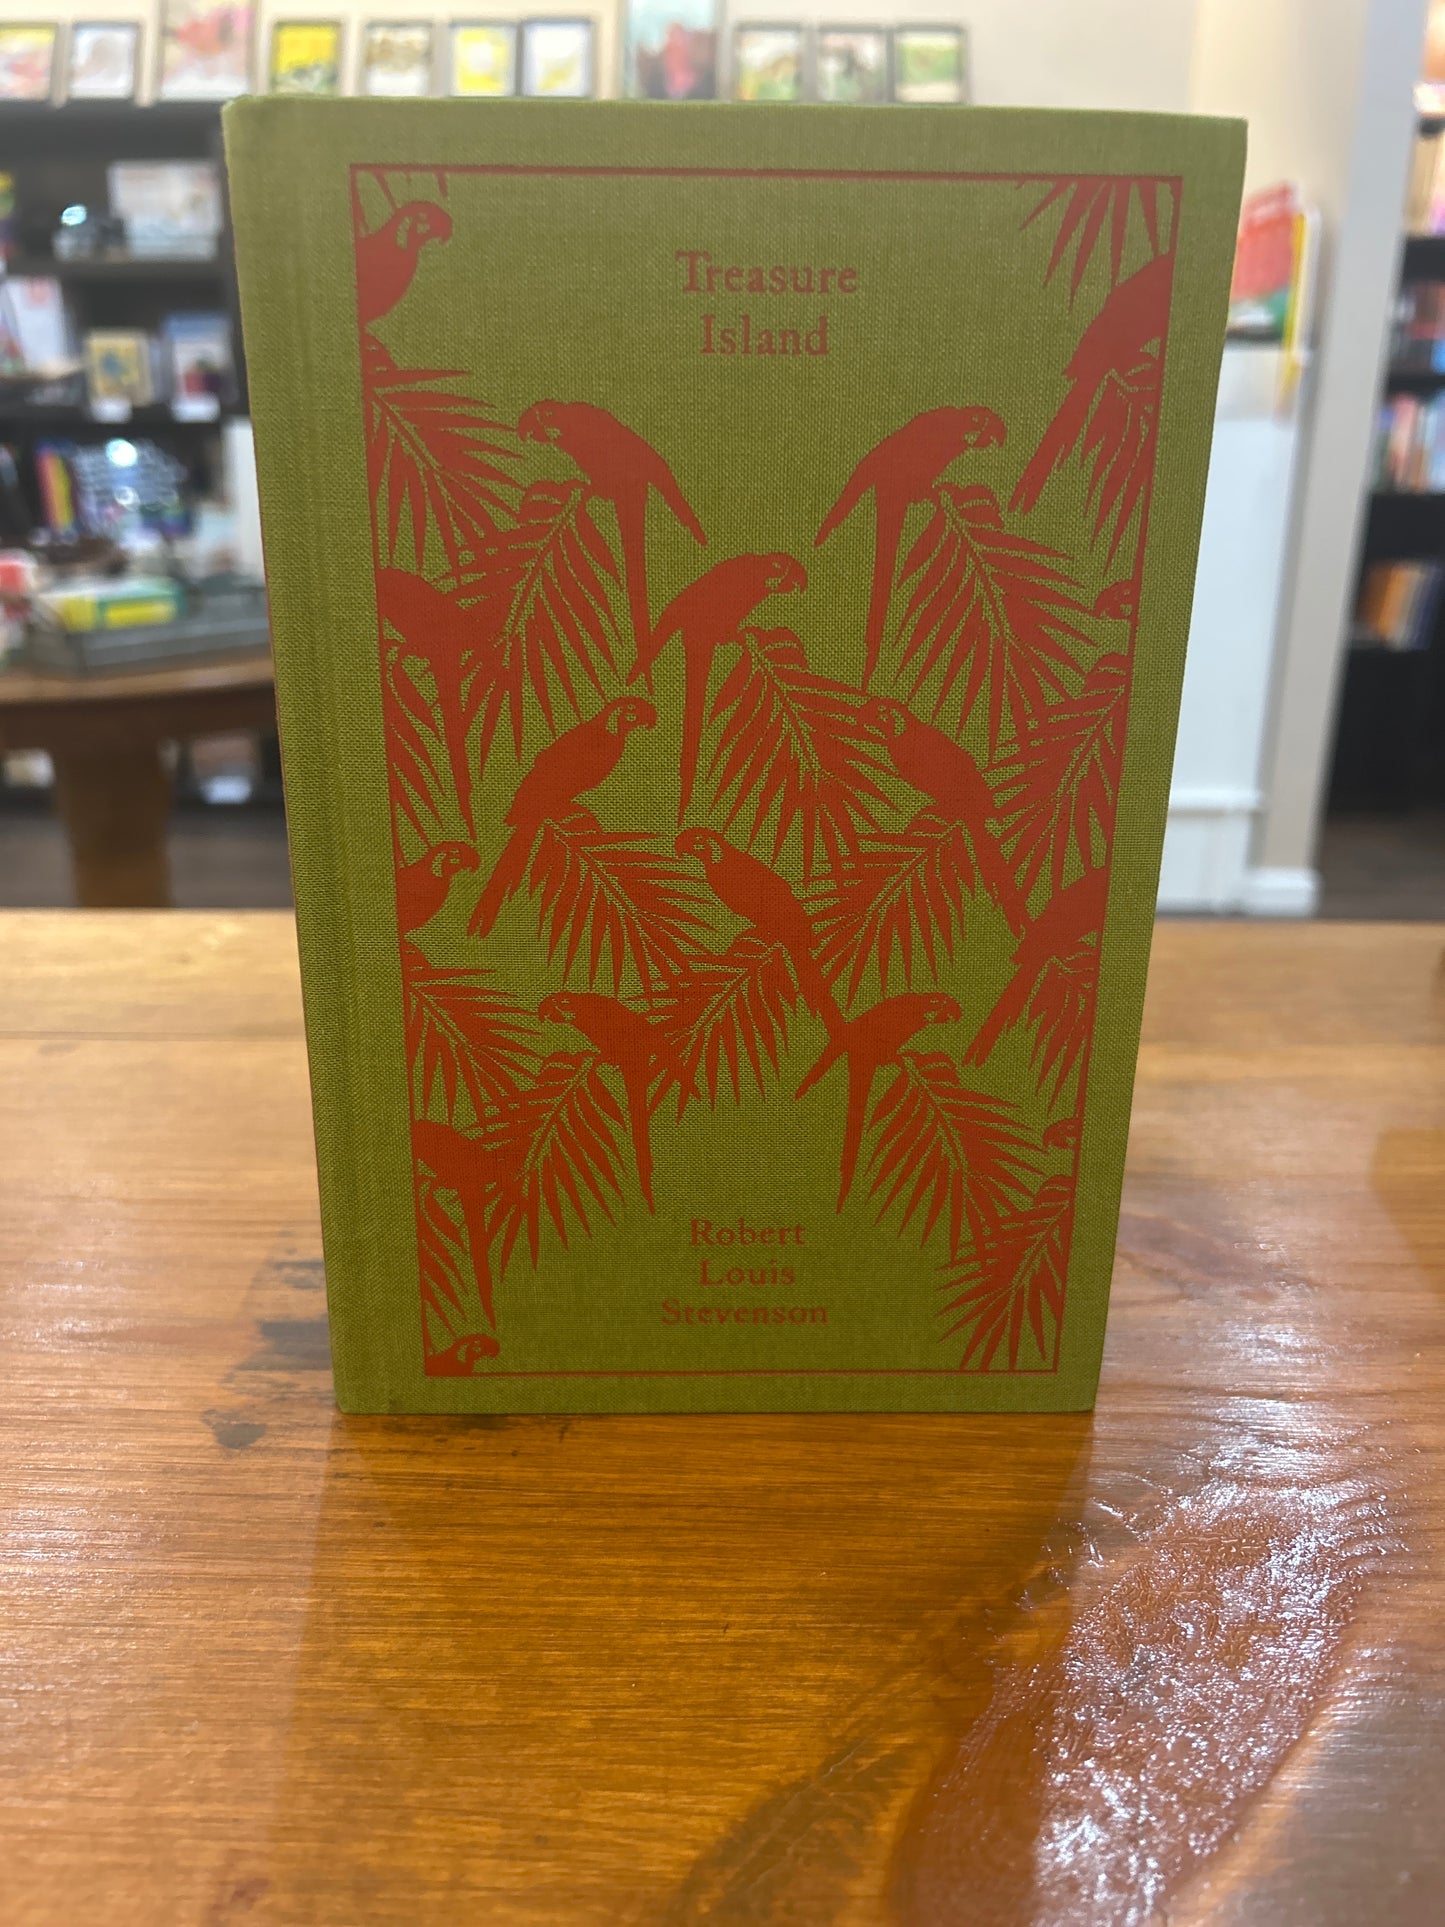 Treasure
Island
Robert
Louis
Stevenson